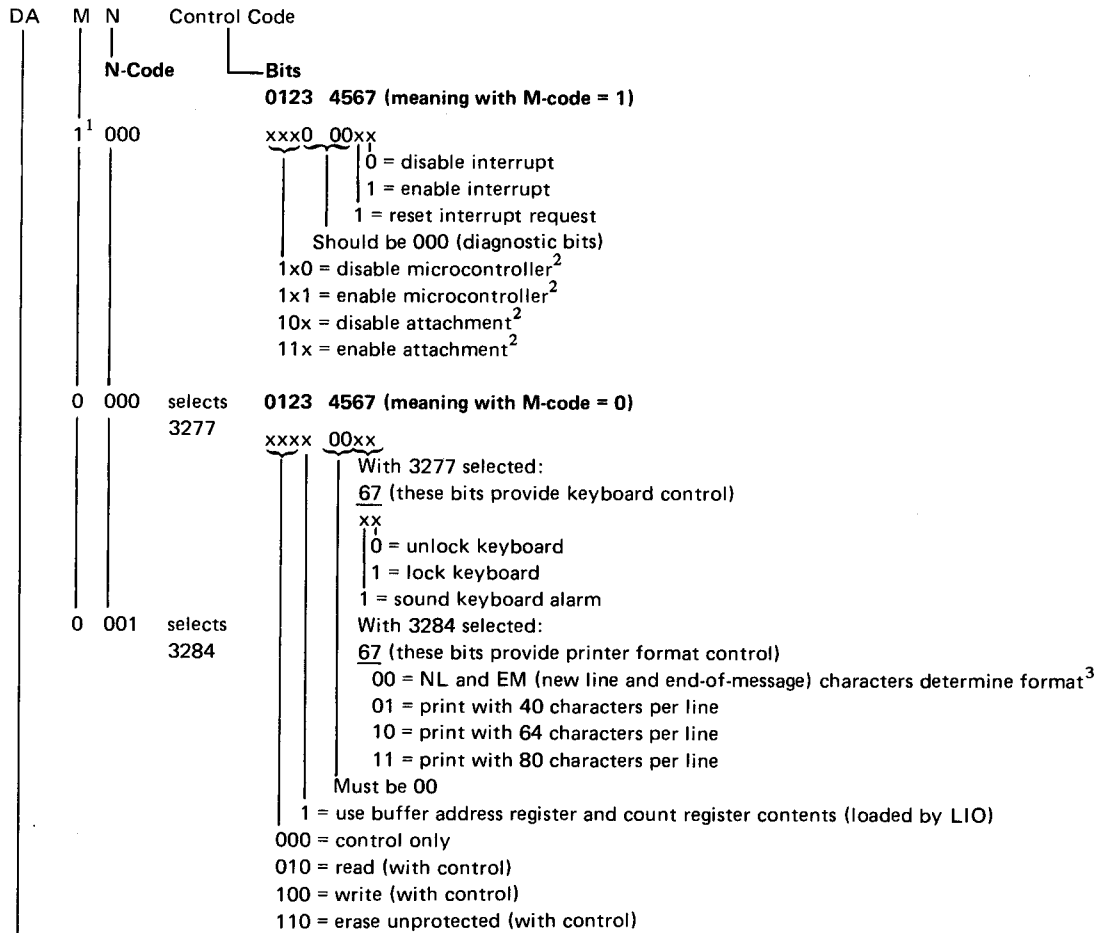 DA M N Control Code
N-Code Bits
0123 4567 (meaning with M-code = 1)
1¹ 000 xxx0 00xx
0 = disable interrupt
1 = enable interrupt
1 = reset interrupt request
Should be 000 (diagnostic bits)
1x0 = disable microcontroller²
1x1 = enable microcontroller²
10x = disable attachment²
11x = enable attachment²
0 000 selects 0123 4567 (meaning with M-code = 0)
3277
xxxx 00xx
With 3277 selected:
67 (these bits provide keyboard control)
xx
0 = unlock keyboard
1 = lock keyboard
1 = sound keyboard alarm
0 001 selects With 3284 selected:
3284 67 (these bits provide printer format control)
00 = NL and EM (new line and end-of-message) characters determine format³
01 = print with 40 characters per line
10 = print with 64 characters per line
11 = print with 80 characters per line
Must be 00
1 = use buffer address register and count register contents (loaded by LIO)
000 = control only
010 = read (with control)
100 = write (with control)
110 = erase unprotected (with control)